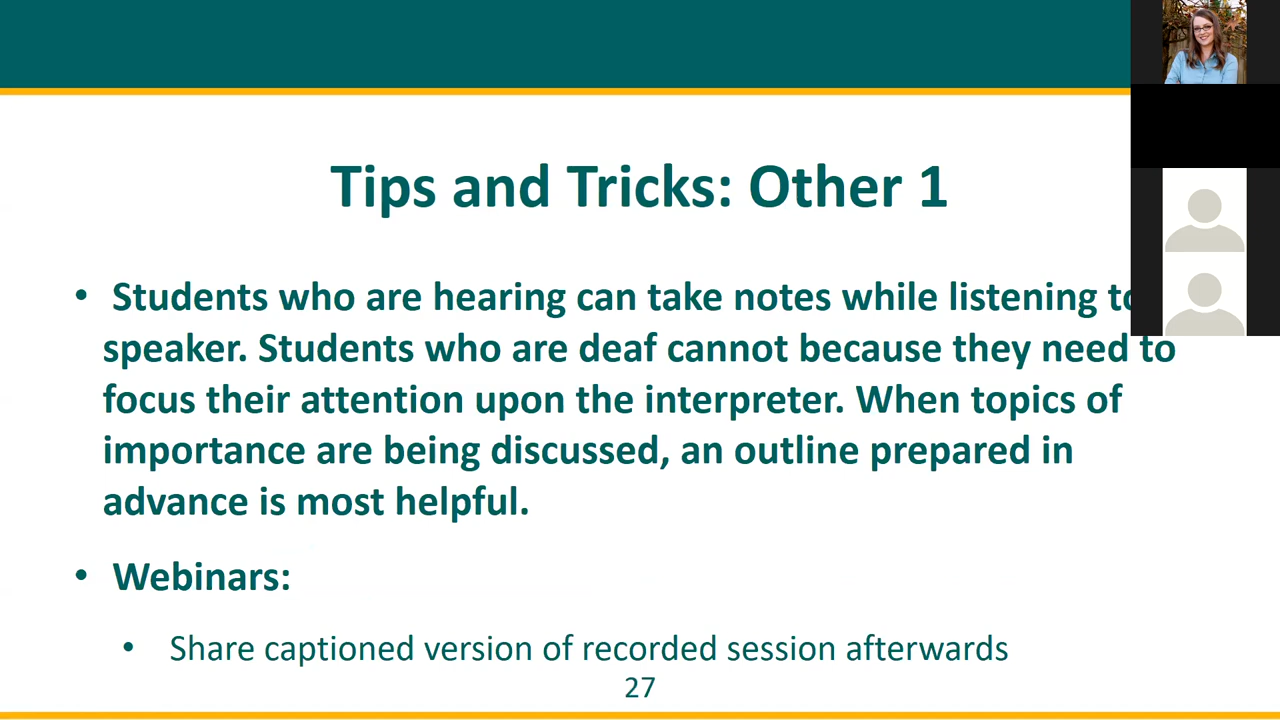 Tips and Tricks: Other 1
• Students who are hearing can take notes while listening to
speaker. Students who are deaf cannot because they need to
focus their attention upon the interpreter. When topics of
importance are being discussed, an outline prepared in
advance is most helpful.
• Webinars:
• Share captioned version of recorded session afterwards
27